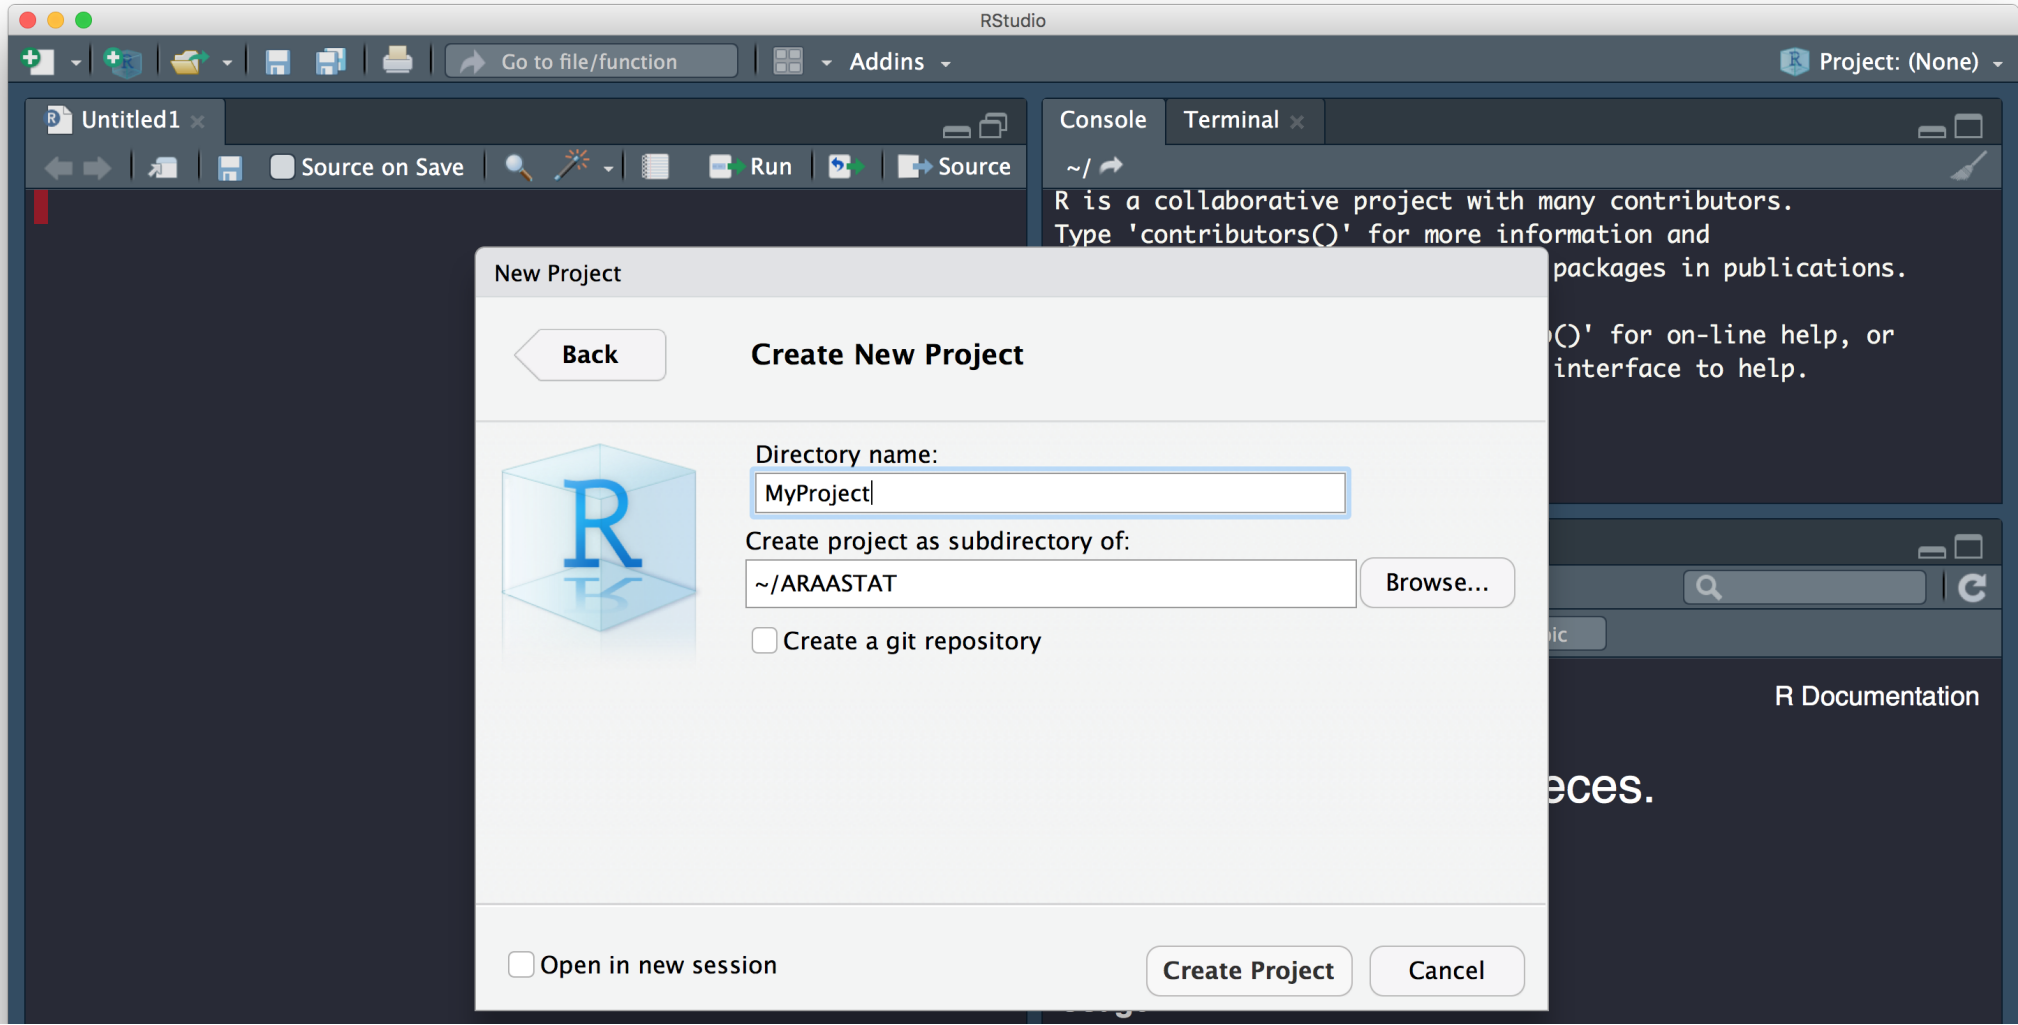 RStudio
Go to file/function
Addins
Project: (None)
Untitled1
Source on Save
Run
Source
Console
Terminal
~/
R is a collaborative project with many contributors.
Type 'contributors()' for more information and
packages in publications.
()' for on-line help, or
interface to help.
New Project
Back
Create New Project
R
Directory name:
MyProject
Create project as subdirectory of:
~/ARAASTAT
Browse...
Create a git repository
Open in new session
Create Project
Cancel
R Documentation
eces.